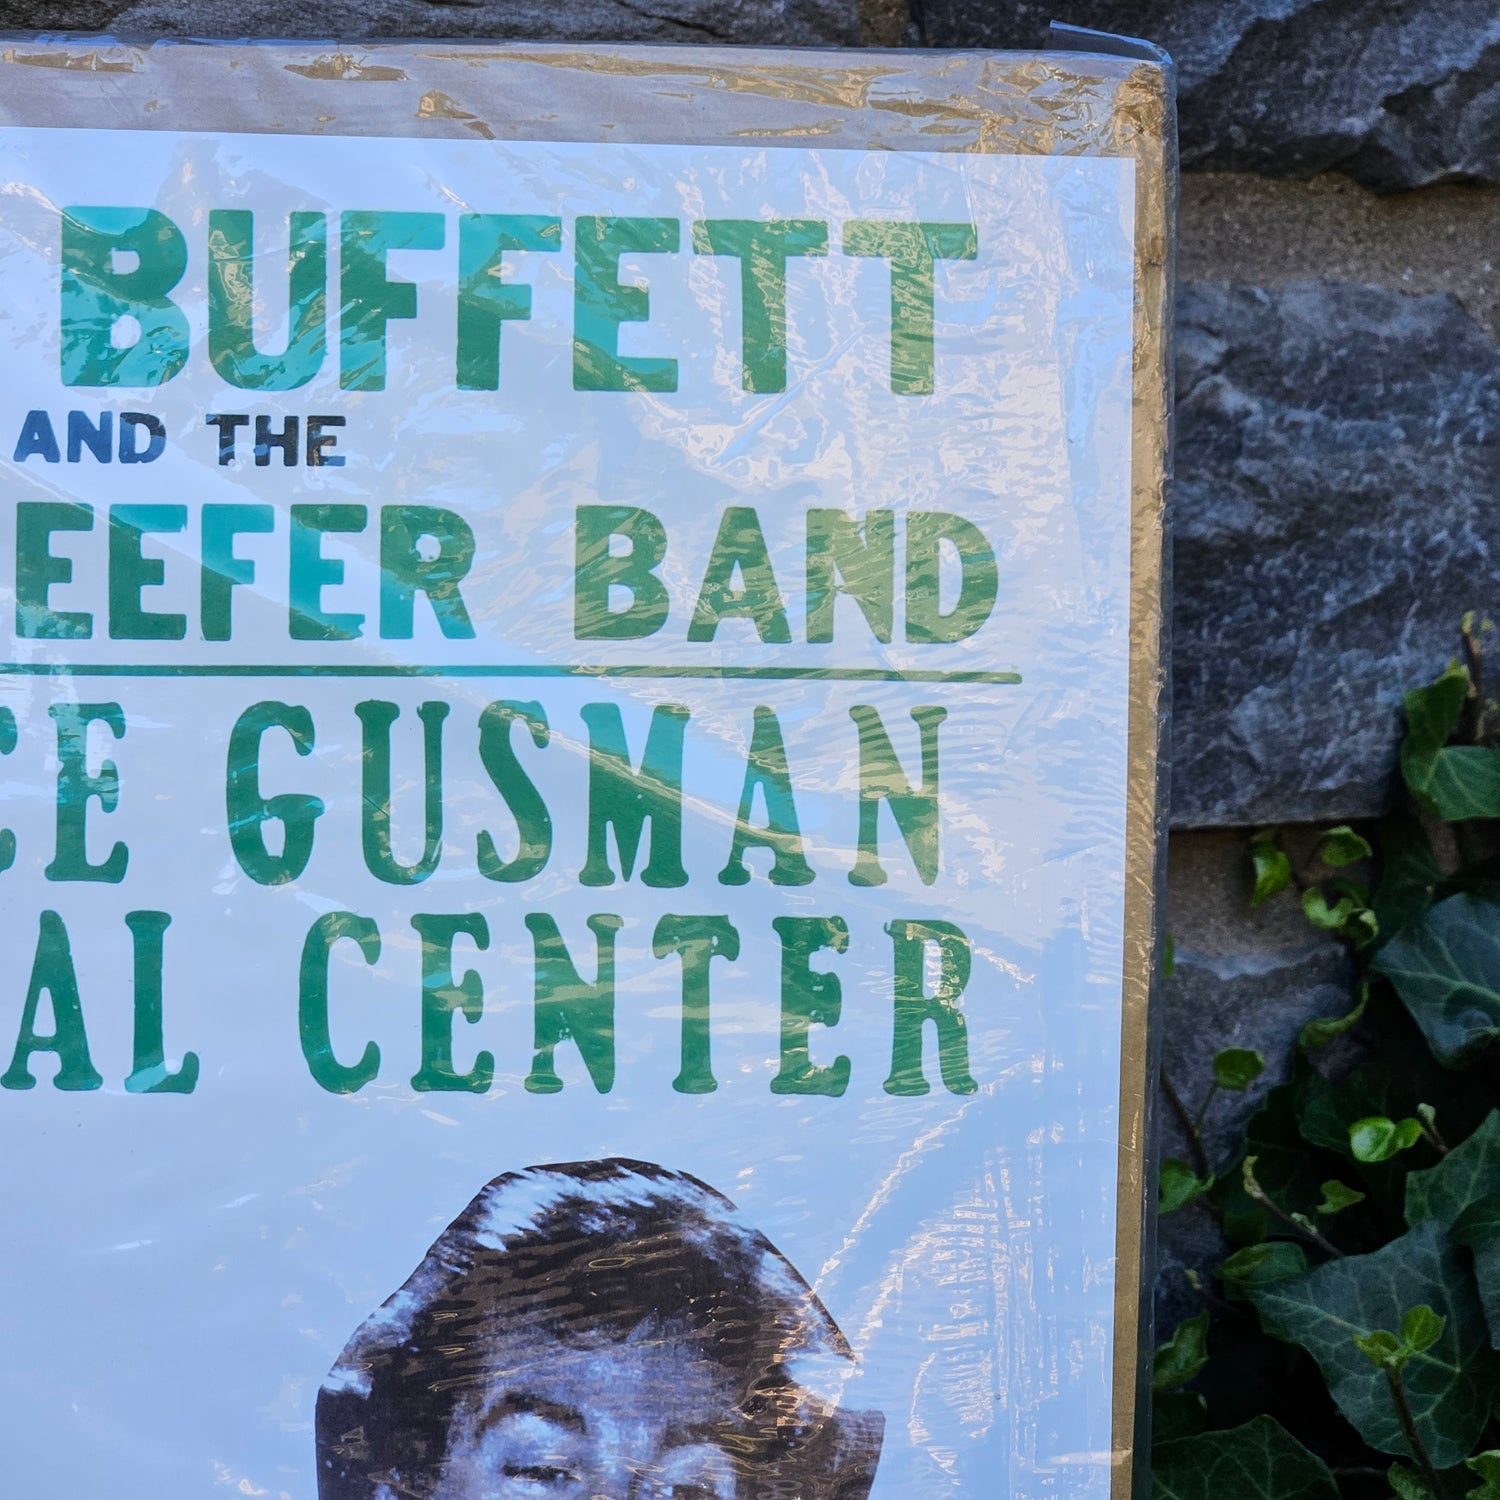 BUFFETT
AND THE
EEFER BAND
CE GUSMAN
AL CENTER